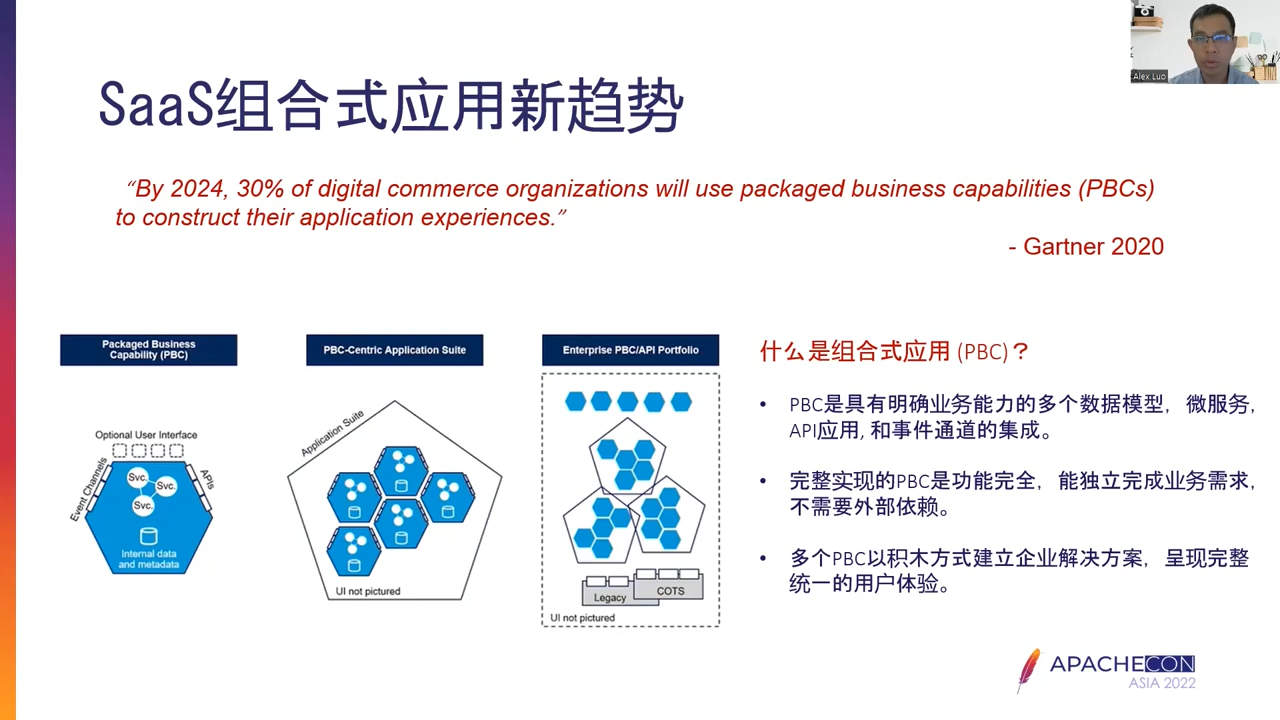 Alex Luo
SaaS组合式应用新趋势
“By 2024, 30% of digital commerce organizations will use packaged business capabilities (PBCs)
to construct their application experiences.”
- Gartner 2020
Packaged Business
Capability (PBC)
Optional User Interface
Event Channels
APIs
Svc.
Svc.
Svc.
Internal data
and metadata
PBC-Centric Application Suite
Application Suite
UI not pictured
Enterprise PBC/API Portfolio
Legacy
COTS
UI not pictured
什么是组合式应用 (PBC)？
• PBC是具有明确业务能力的多个数据模型，微服务，
API应用, 和事件通道的集成。
• 完整实现的PBC是功能完全，能独立完成业务需求，
不需要外部依赖。
• 多个PBC以积木方式建立企业解决方案，呈现完整
统一的用户体验。
APACHECON
ASIA 2022